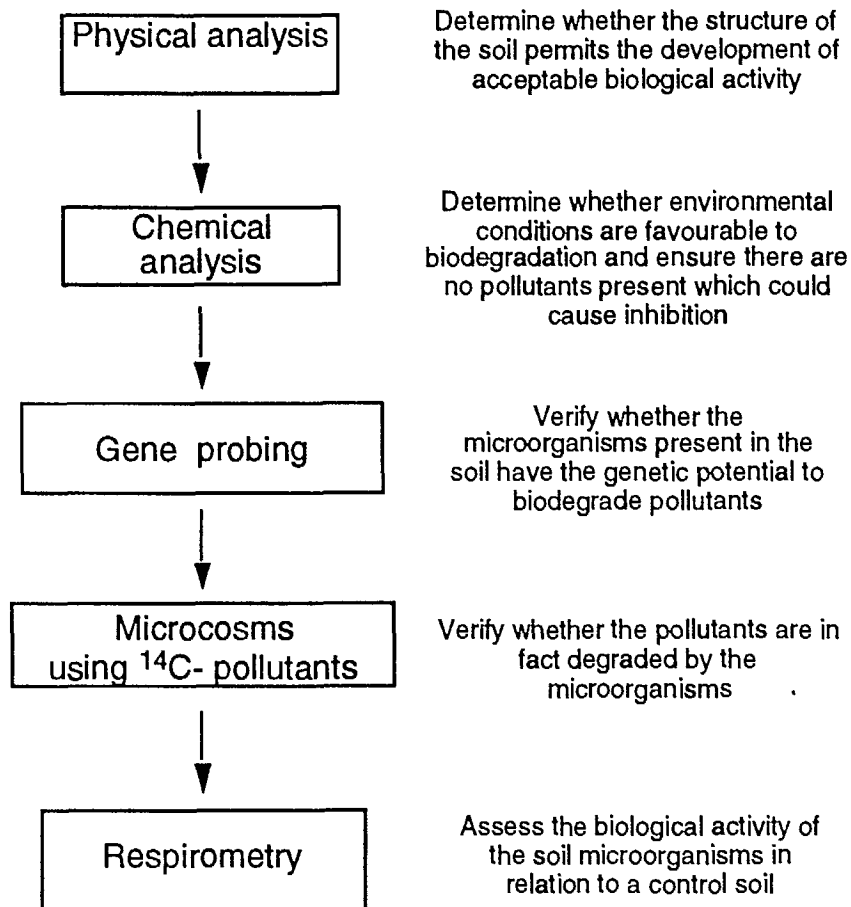 Physical analysis
Determine whether the structure of
the soil permits the development of
acceptable biological activity
Chemical
analysis
Determine whether environmental
conditions are favourable to
biodegradation and ensure there are
no pollutants present which could
cause inhibition
Gene probing
Verify whether the
microorganisms present in the
soil have the genetic potential to
biodegrade pollutants
Microcosms
using ¹⁴C- pollutants
Verify whether the pollutants are in
fact degraded by the
microorganisms
Respirometry
Assess the biological activity of
the soil microorganisms in
relation to a control soil